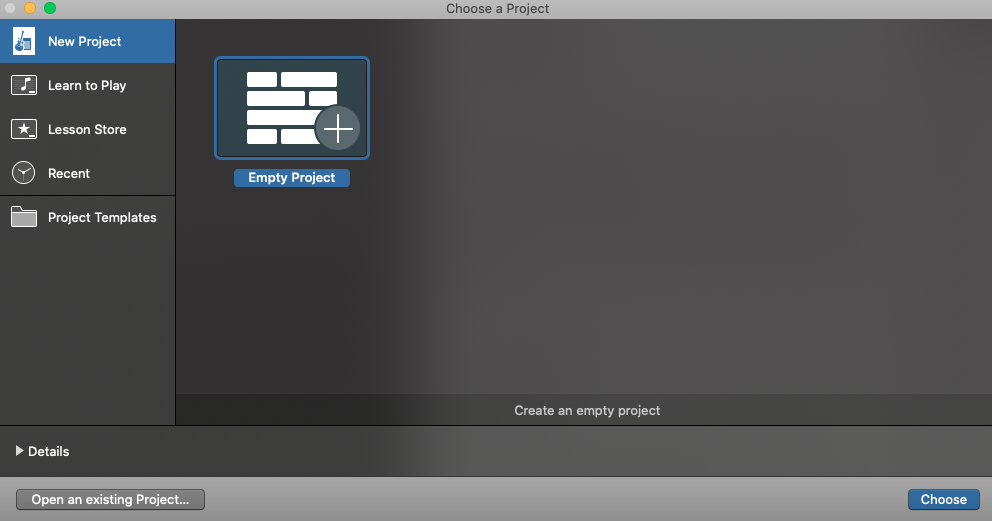 Choose a Project
New Project
Learn to Play
Lesson Store
Recent
Project Templates
Empty Project
Create an empty project
Details
Open an existing Project...
Choose